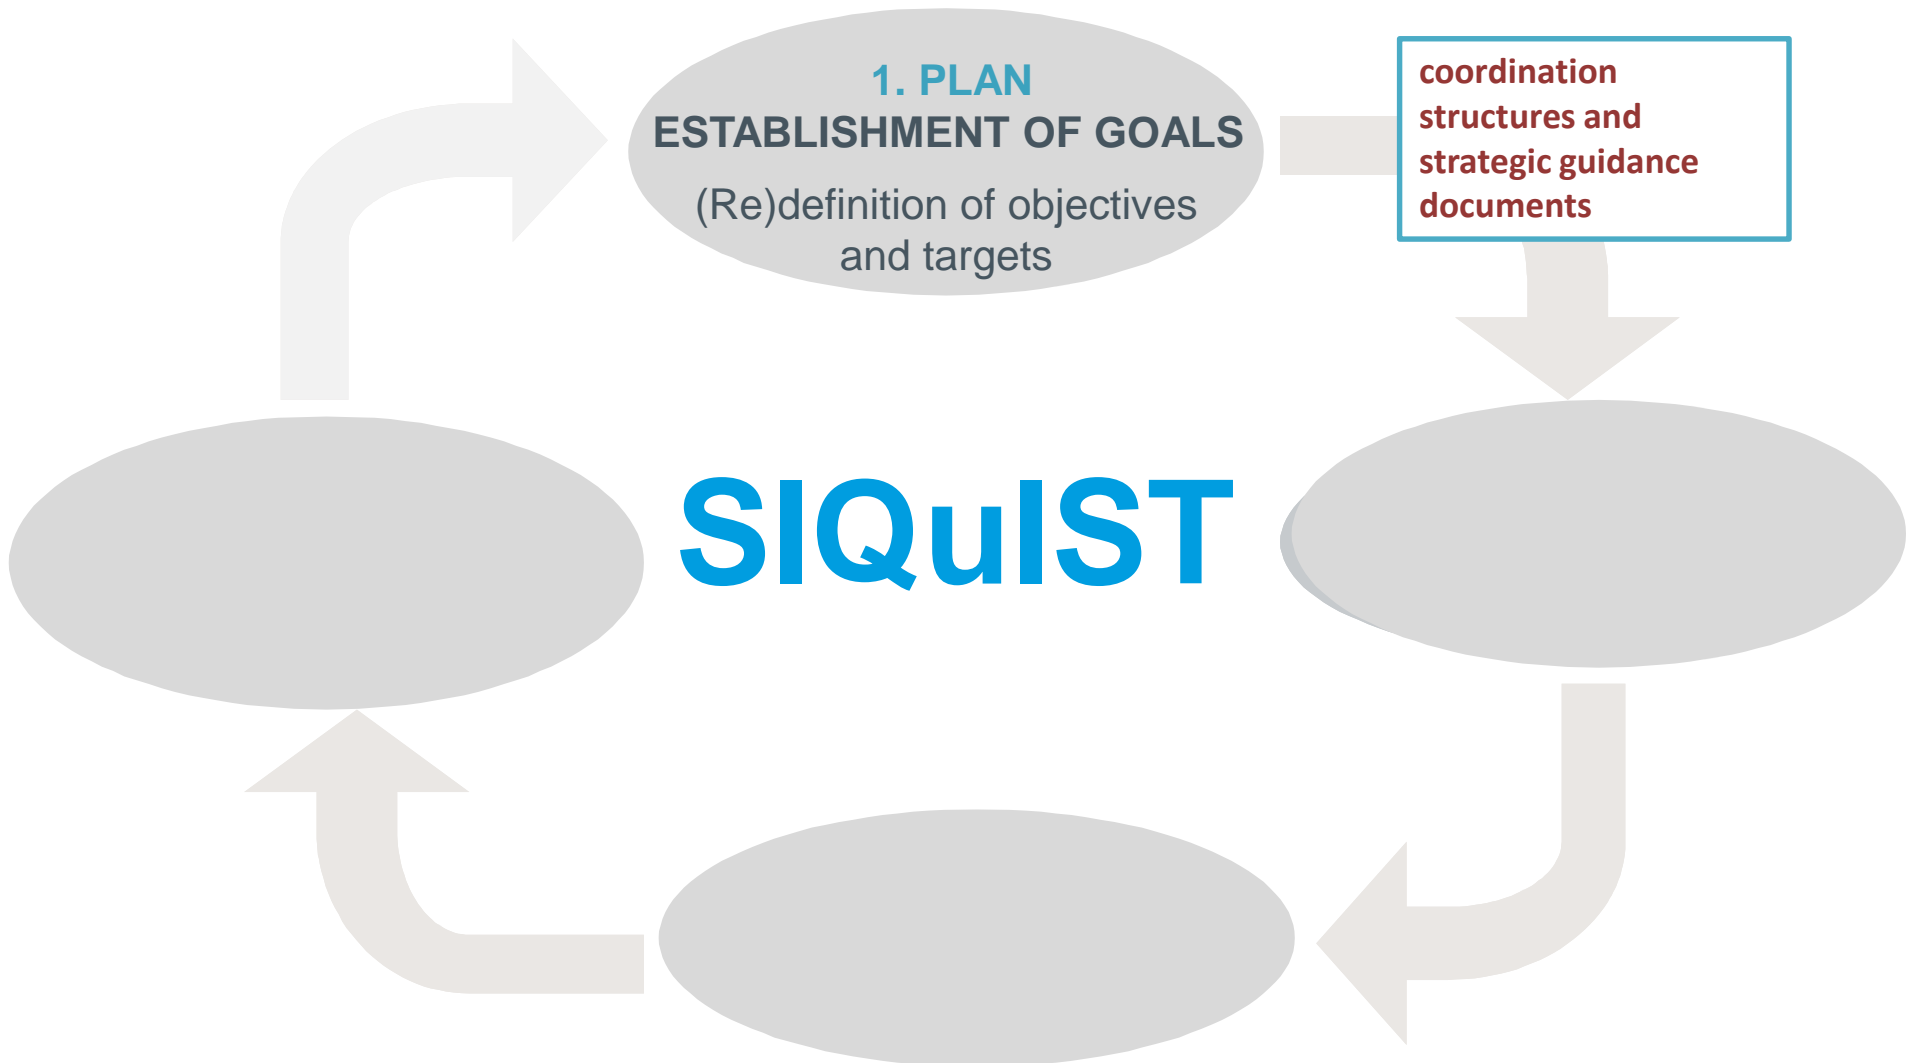 1. PLAN
ESTABLISHMENT OF GOALS
(Re)definition of objectives
and targets
coordination
structures and
strategic guidance
documents
SIQuIST